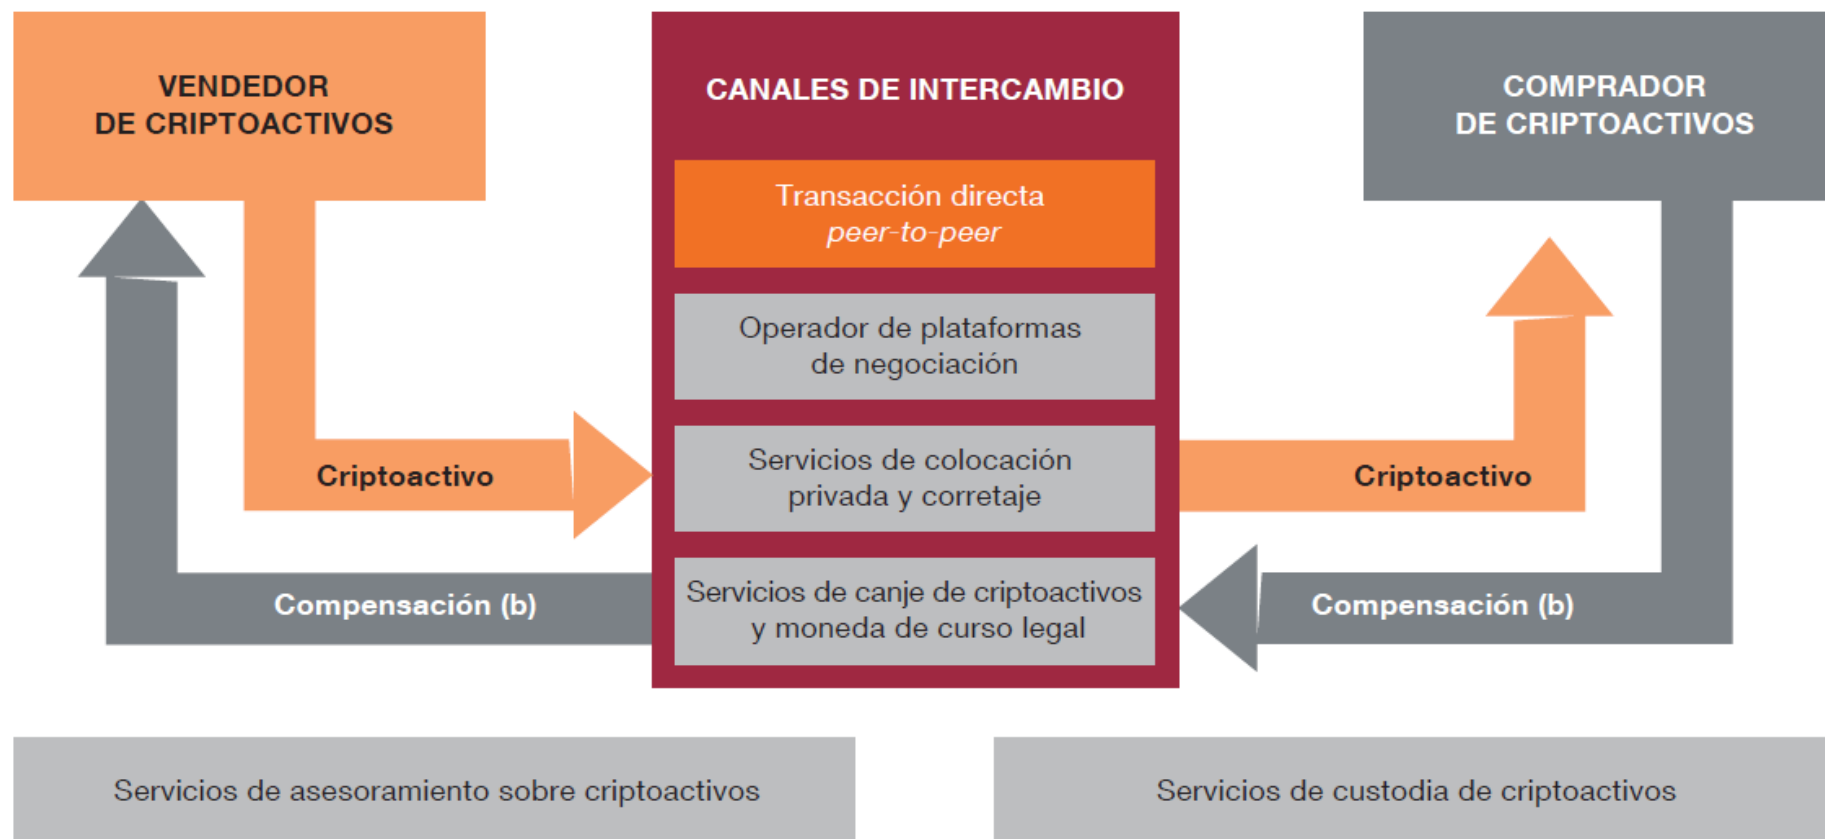 VENDEDOR
DE CRIPTOACTIVOS
CANALES DE INTERCAMBIO
COMPRADOR
DE CRIPTOACTIVOS
Transacción directa
peer-to-peer
Operador de plataformas
de negociación
Servicios de colocación
privada y corretaje
Servicios de canje de criptoactivos
y moneda de curso legal
Criptoactivo
Criptoactivo
Compensación (b)
Compensación (b)
Servicios de asesoramiento sobre criptoactivos
Servicios de custodia de criptoactivos